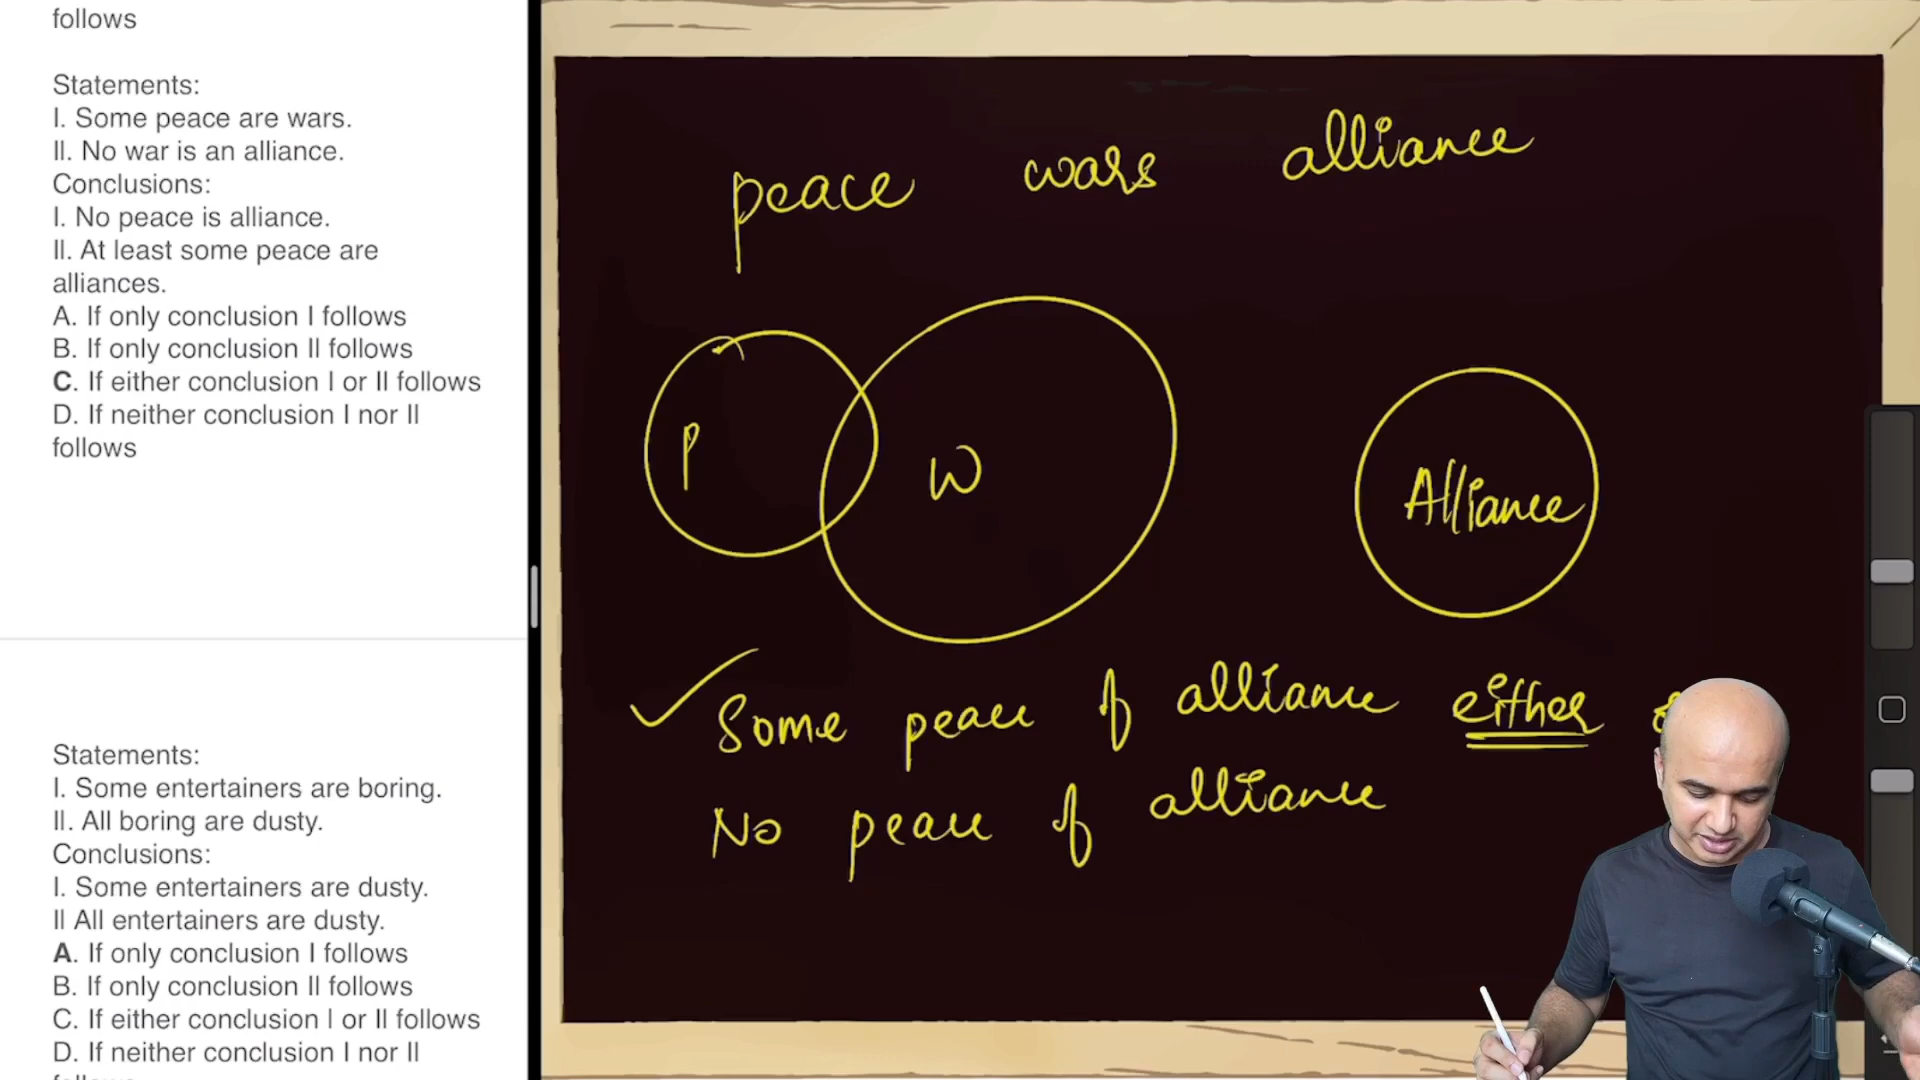 follows
Statements:
I. Some peace are wars.
II. No war is an alliance.
Conclusions:
I. No peace is alliance.
II. At least some peace are
alliances.
A. If only conclusion I follows
B. If only conclusion II follows
C. If either conclusion I or II follows
D. If neither conclusion I nor II
follows
Statements:
I. Some entertainers are boring.
II. All boring are dusty.
Conclusions:
I. Some entertainers are dusty.
II All entertainers are dusty.
A. If only conclusion I follows
B. If only conclusion II follows
C. If either conclusion I or II follows
D. If neither conclusion I nor II
peace wars alliance
P
W
Alliance
Some peace of alliance either
No peace of alliance